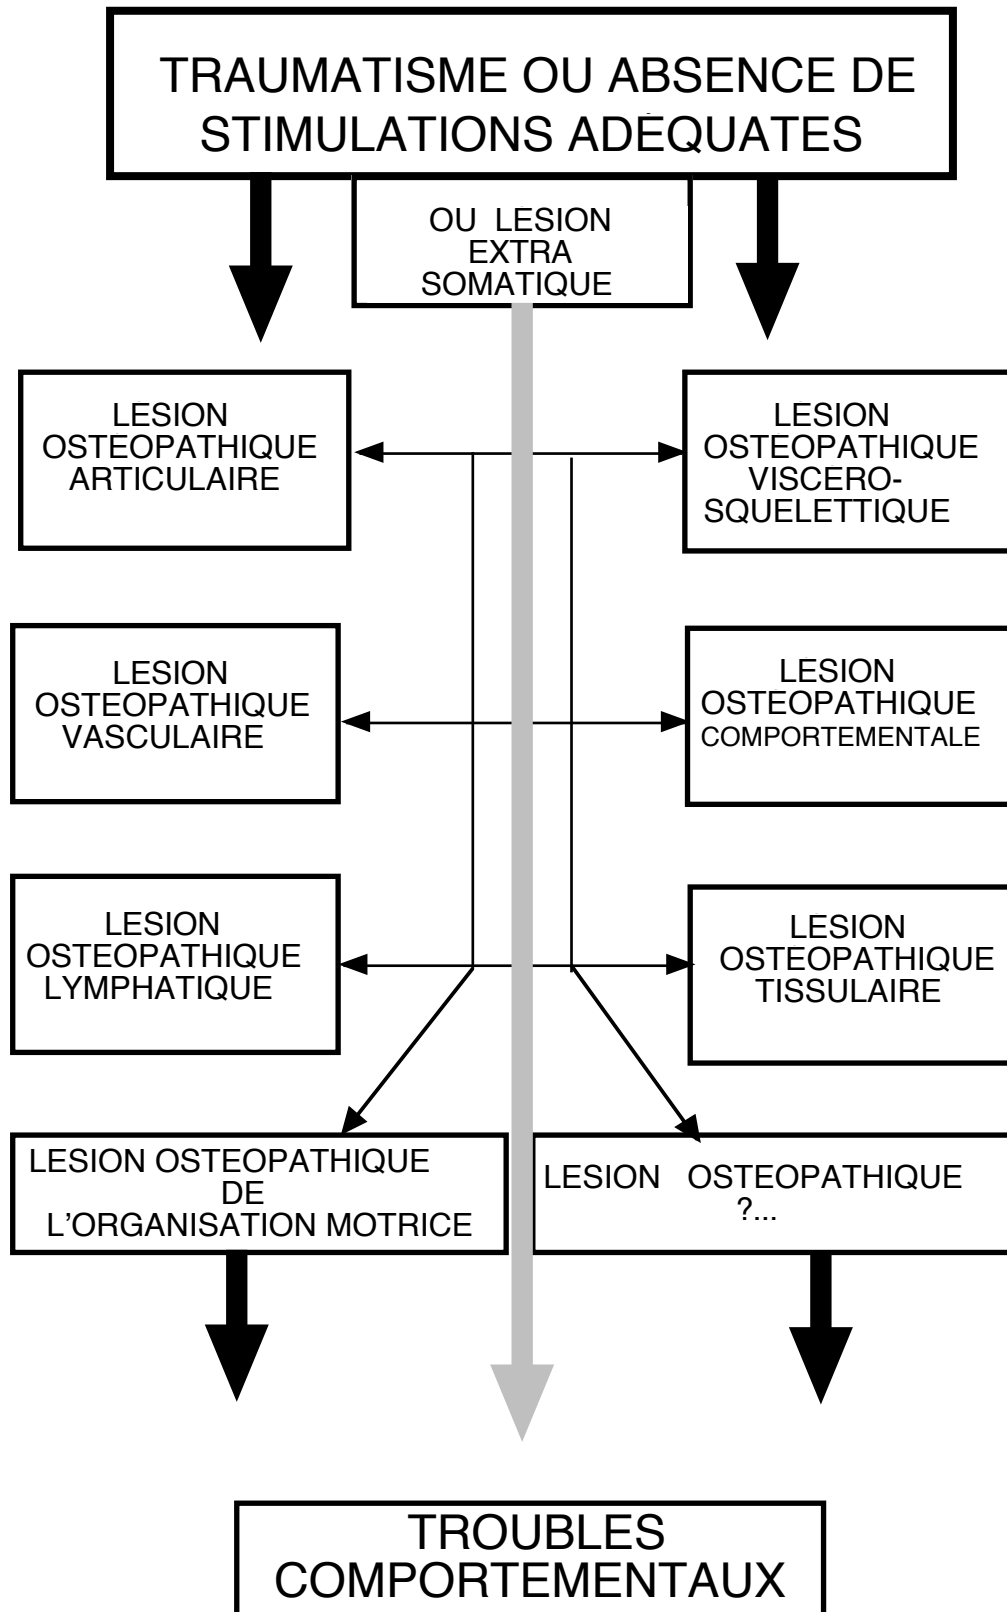 TRAUMATISME OU ABSENCE DE
STIMULATIONS ADÉQUATES
OU LESION
EXTRA
SOMATIQUE
LESION
OSTEOPATHIQUE
ARTICULAIRE
LESION
OSTEOPATHIQUE
VISCERO-
SQUELETTIQUE
LESION
OSTEOPATHIQUE
VASCULAIRE
LESION
OSTEOPATHIQUE
COMPORTEMENTALE
LESION
OSTEOPATHIQUE
LYMPHATIQUE
LESION
OSTEOPATHIQUE
TISSULAIRE
LESION OSTEOPATHIQUE
DE
L'ORGANISATION MOTRICE
LESION OSTEOPATHIQUE
?...
TROUBLES
COMPORTEMENTAUX